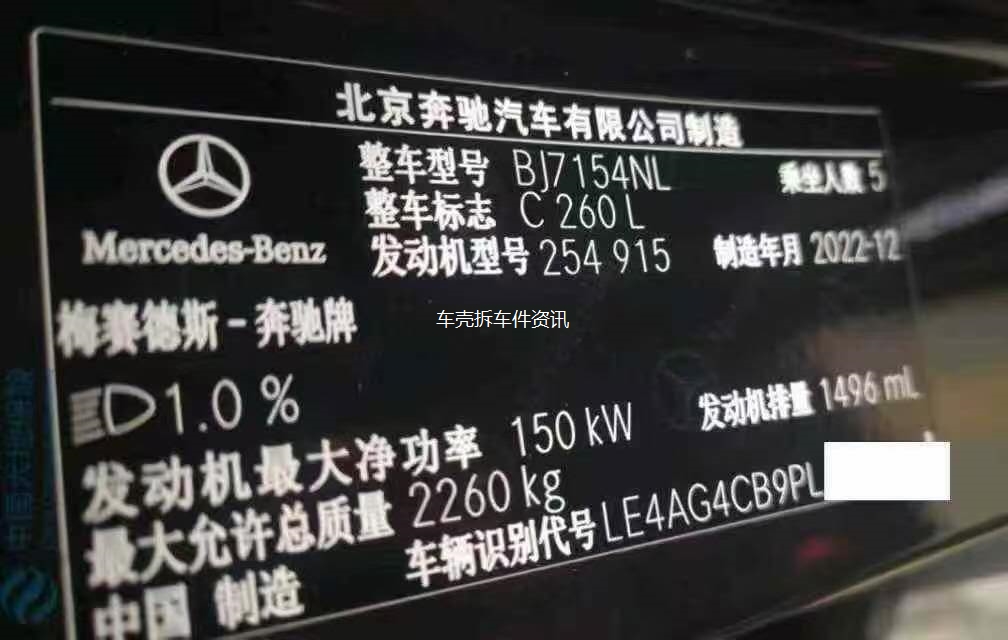 北京奔驰汽车有限公司制造
整车型号 BJ7154NL 乘坐人数 5
整车标志 C 260 L
发动机型号 254 915 制造年月 2022-12
Mercedes-Benz
梅赛德斯-奔驰牌
车壳拆车件资讯
1.0 %
发动机最大净功率 150 kW 发动机排量 1496 mL
最大允许总质量 2260 kg
中国 制造 车辆识别代号 LE4AG4CB9PL